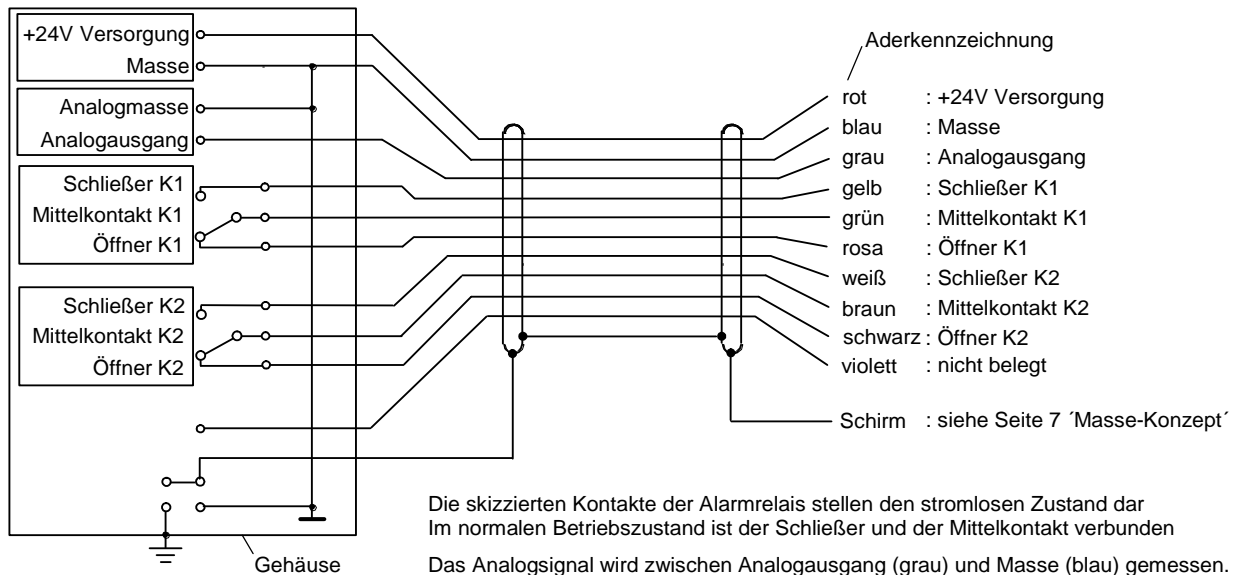 +24V Versorgung
Masse
Analogmasse
Analogausgang
Schließer K1
Mittelkontakt K1
Öffner K1
Schließer K2
Mittelkontakt K2
Öffner K2
Gehäuse
Aderkennzeichnung
rot : +24V Versorgung
blau : Masse
grau : Analogausgang
gelb : Schließer K1
grün : Mittelkontakt K1
rosa : Öffner K1
weiß : Schließer K2
braun : Mittelkontakt K2
schwarz : Öffner K2
violett : nicht belegt
Schirm : siehe Seite 7 ´Masse-Konzept´
Die skizzierten Kontakte der Alarmrelais stellen den stromlosen Zustand dar
Im normalen Betriebszustand ist der Schließer und der Mittelkontakt verbunden
Das Analogsignal wird zwischen Analogausgang (grau) und Masse (blau) gemessen.